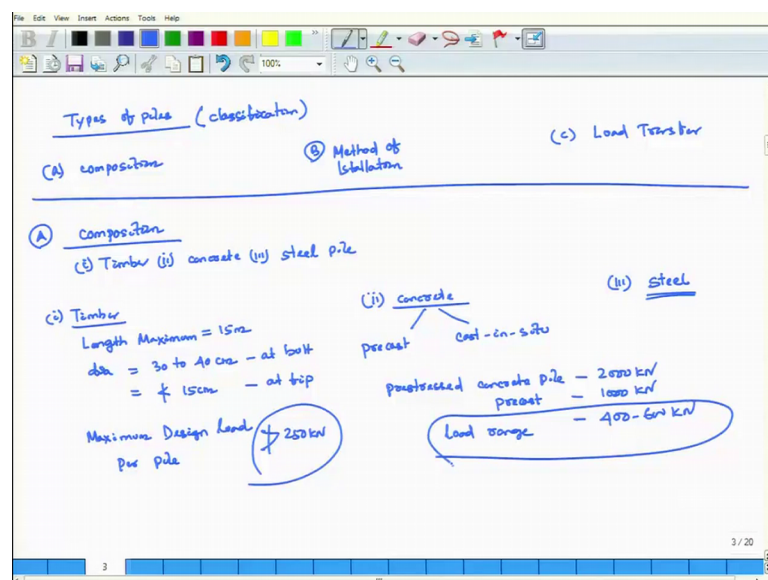 File Edit View Insert Actions Tools Help
100%
Types of piles (classification)
(a) composition
(B) Method of
Istallation
(c) Load Transfer
(A) composition
(i) Timber (ii) concrete (iii) steel pile
(i) Timber
Length Maximum = 15m
dia = 30 to 40 cm - at butt
= ≮ 15cm - at tip
Maximum Design Load ≯ 250 KN
Per pile
(ii) concrete
precast cast-in-situ
prestressed concrete pile - 2000 KN
precast - 1000 KN
Load range - 400-600 KN
(iii) steel
3 / 20
3